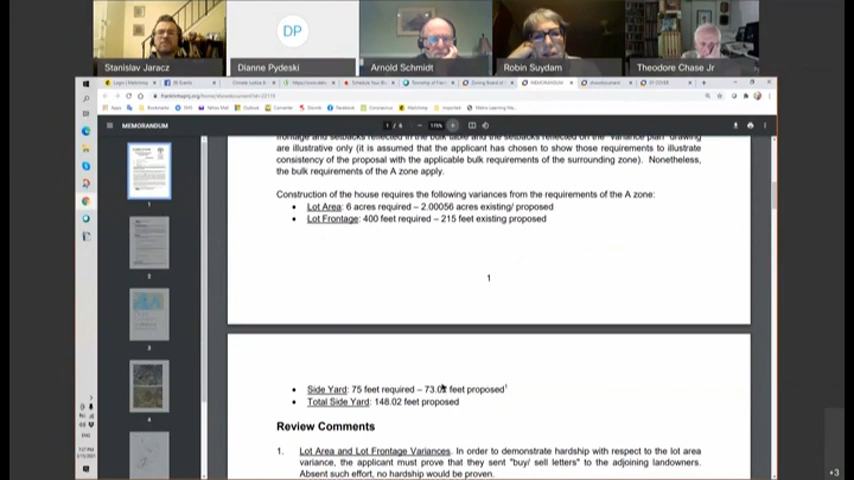 DP
Stanislav Jaracz
Dianne Pydeski
Arnold Schmidt
Robin Suydam
Theodore Chase Jr
MEMORANDUM
frontage and setbacks reflected in the bulk table and the setbacks reflected on the "variance plan" drawing
are illustrative only (it is assumed that the applicant has chosen to show those requirements to illustrate
consistency of the proposal with the applicable bulk requirements of the surrounding zone). Nonetheless,
the bulk requirements of the A zone apply.
Construction of the house requires the following variances from the requirements of the A zone:
• Lot Area: 6 acres required – 2.00056 acres existing/ proposed
• Lot Frontage: 400 feet required – 215 feet existing proposed
1
• Side Yard: 75 feet required – 73.02 feet proposed¹
• Total Side Yard: 148.02 feet proposed
Review Comments
1. Lot Area and Lot Frontage Variances. In order to demonstrate hardship with respect to the lot area
variance, the applicant must prove that they sent "buy/ sell letters" to the adjoining landowners.
Absent such effort, no hardship would be proven.
1
2
3
4
+3